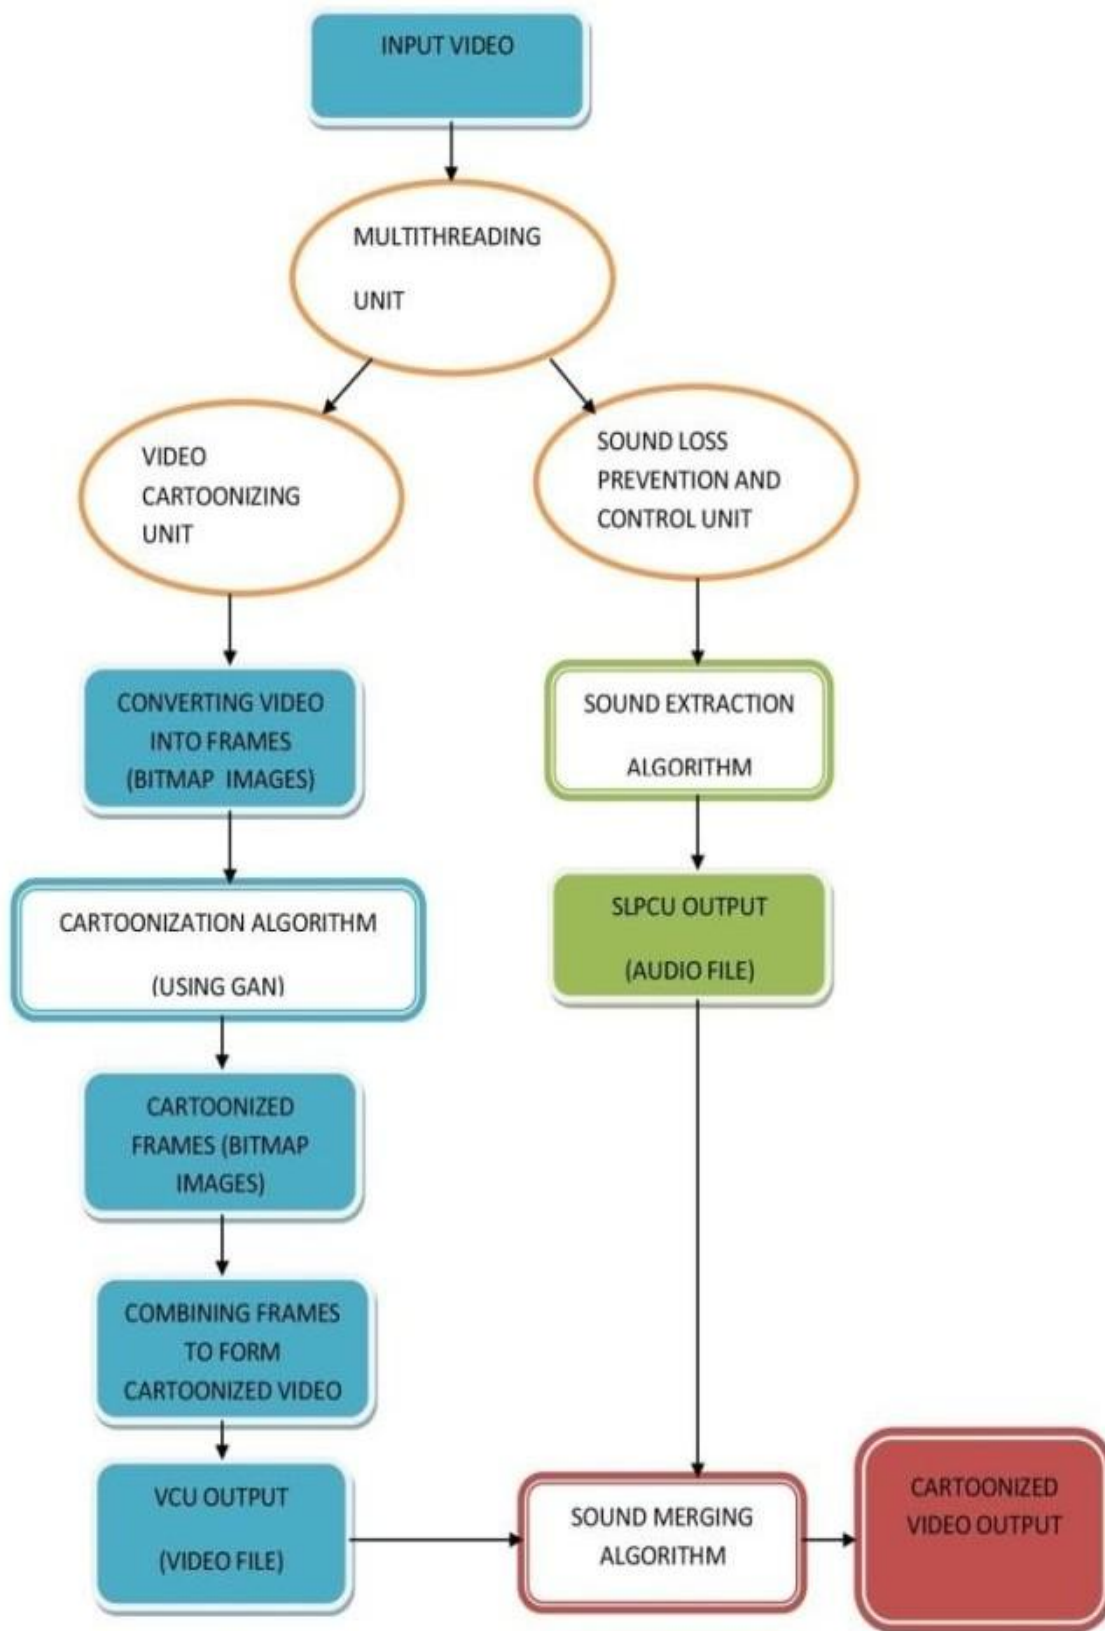 INPUT VIDEO
MULTITHREADING
UNIT
VIDEO
CARTOONIZING
UNIT
SOUND LOSS
PREVENTION AND
CONTROL UNIT
CONVERTING VIDEO
INTO FRAMES
(BITMAP IMAGES)
SOUND EXTRACTION
ALGORITHM
CARTOONIZATION ALGORITHM
(USING GAN)
SLPCU OUTPUT
(AUDIO FILE)
CARTOONIZED
FRAMES (BITMAP
IMAGES)
COMBINING FRAMES
TO FORM
CARTOONIZED VIDEO
VCU OUTPUT
(VIDEO FILE)
SOUND MERGING
ALGORITHM
CARTOONIZED
VIDEO OUTPUT